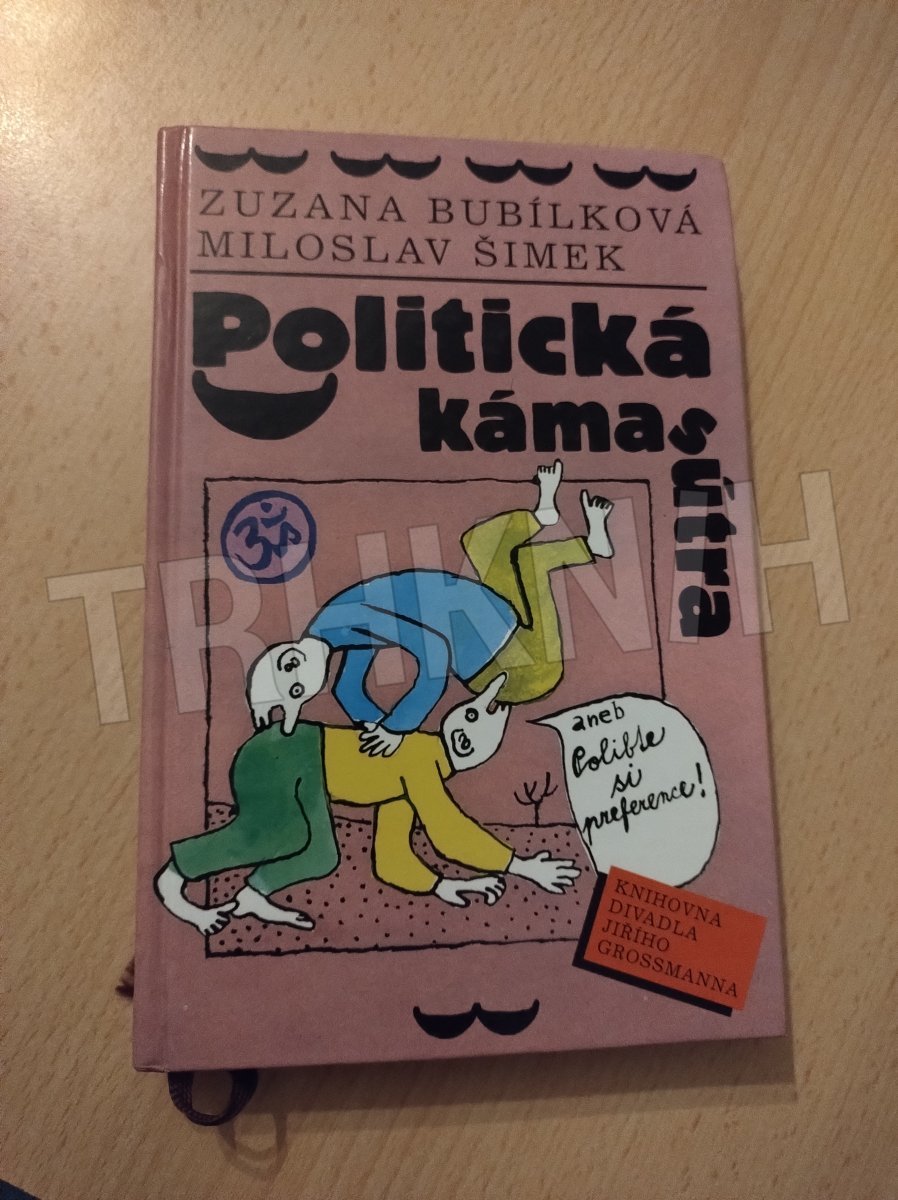 ZUZANA BUBÍLKOVÁ
MILOSLAV ŠIMEK
Politická
kámasútra
aneb
Polibte
si
preference!
KNIHOVNA
DIVADLA
JIŘÍHO
GROSSMANNA
TRHKNIH